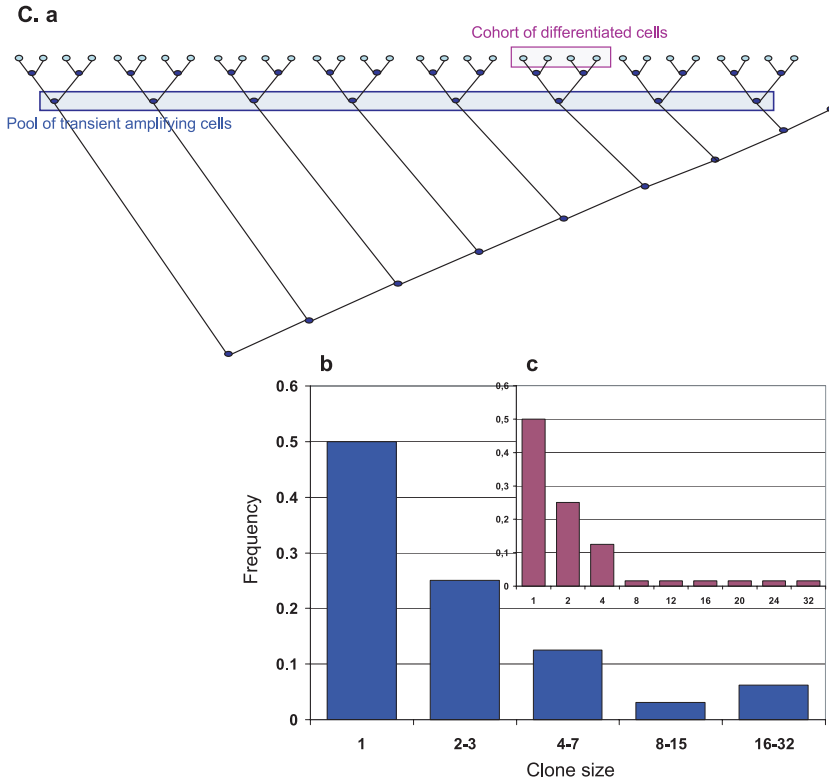 C. a
Cohort of differentiated cells
Pool of transient amplifying cells
b
Frequency
0.6
0.5
0.4
0.3
0.2
0.1
0
1 2-3 4-7 8-15 16-32
Clone size
c
0,6
0,5
0,4
0,3
0,2
0,1
0
1 2 4 8 12 16 20 24 32